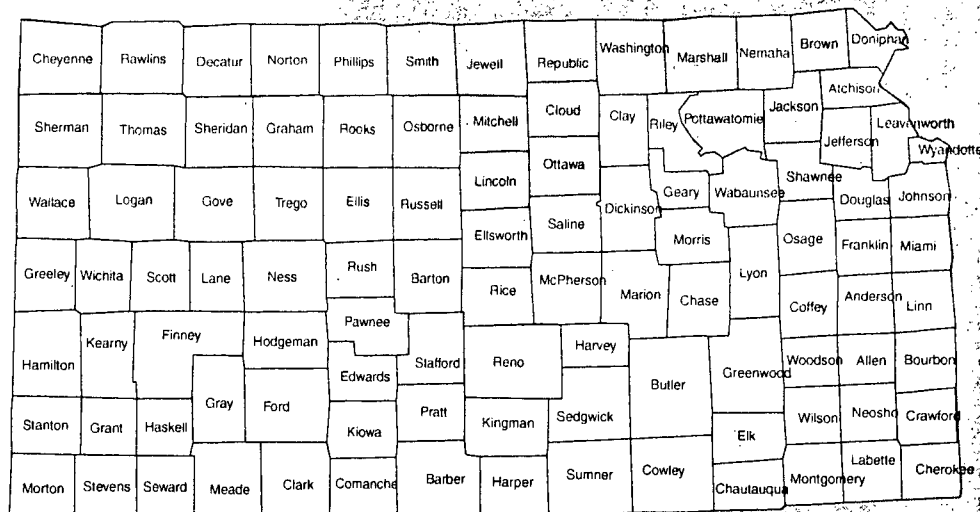 Cheyenne Rawlins Decatur Norton Phillips Smith Jewell Republic Washington Marshall Nemaha Brown Doniphan
Atchison
Sherman Thomas Sheridan Graham Rooks Osborne Mitchell Cloud Clay Riley Pottawatomie Jackson Jefferson Leavenworth
Wyandotte
Ottawa
Wallace Logan Gove Trego Ellis Russell Lincoln Saline Dickinson Geary Wabaunsee Shawnee Douglas Johnson
Ellsworth Morris Osage Franklin Miami
Greeley Wichita Scott Lane Ness Rush Barton Rice McPherson Marion Chase Lyon Coffey Anderson Linn
Pawnee
Hamilton Kearny Finney Hodgeman Edwards Stafford Reno Harvey Butler Greenwood Woodson Allen Bourbon
Gray Ford
Stanton Grant Haskell Kiowa Pratt Kingman Sedgwick Elk Wilson Neosho Crawford
Morton Stevens Seward Meade Clark Comanche Barber Harper Sumner Cowley Chautauqua Montgomery Labette Cherokee